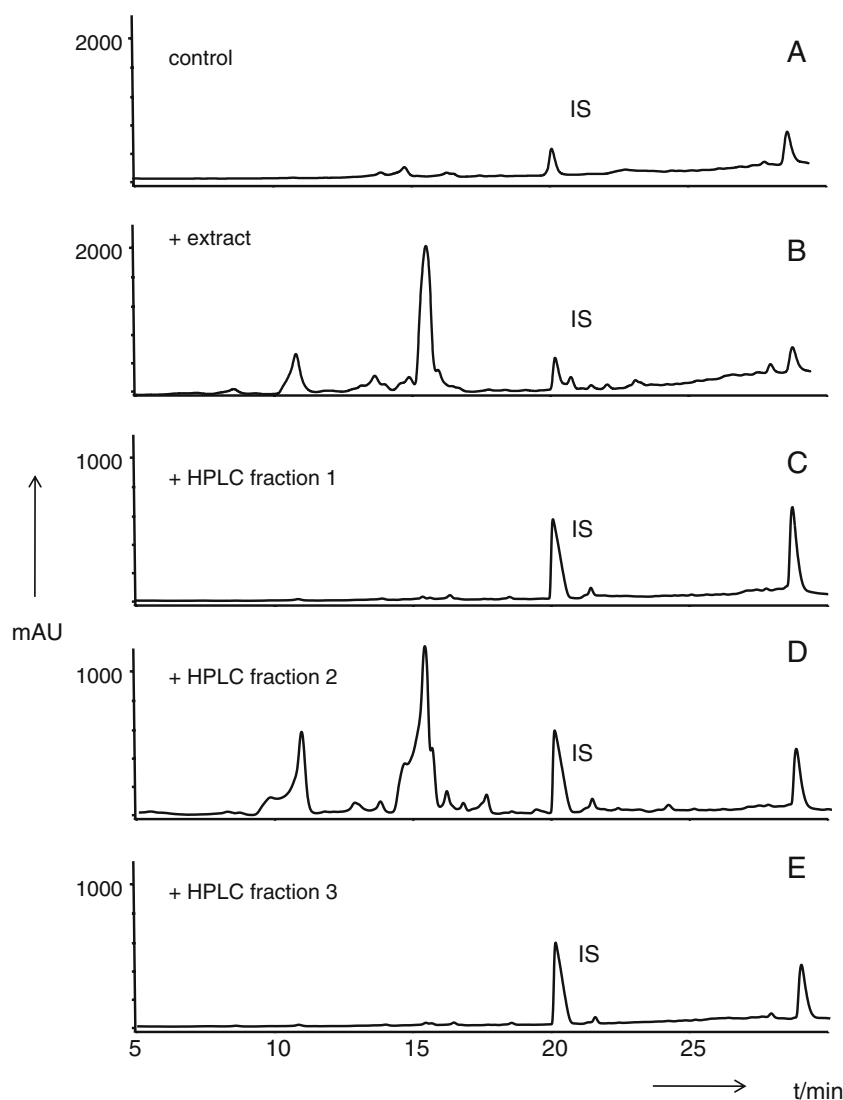 2000
control
A
IS
2000
+ extract
B
IS
1000
+ HPLC fraction 1
C
IS
mAU
1000
+ HPLC fraction 2
D
IS
1000
+ HPLC fraction 3
E
IS
5 10 15 20 25
t/min